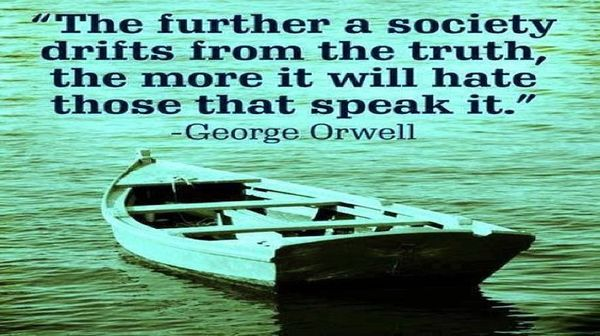 “The further a society
drifts from the truth,
the more it will hate
those that speak it.”
-George Orwell